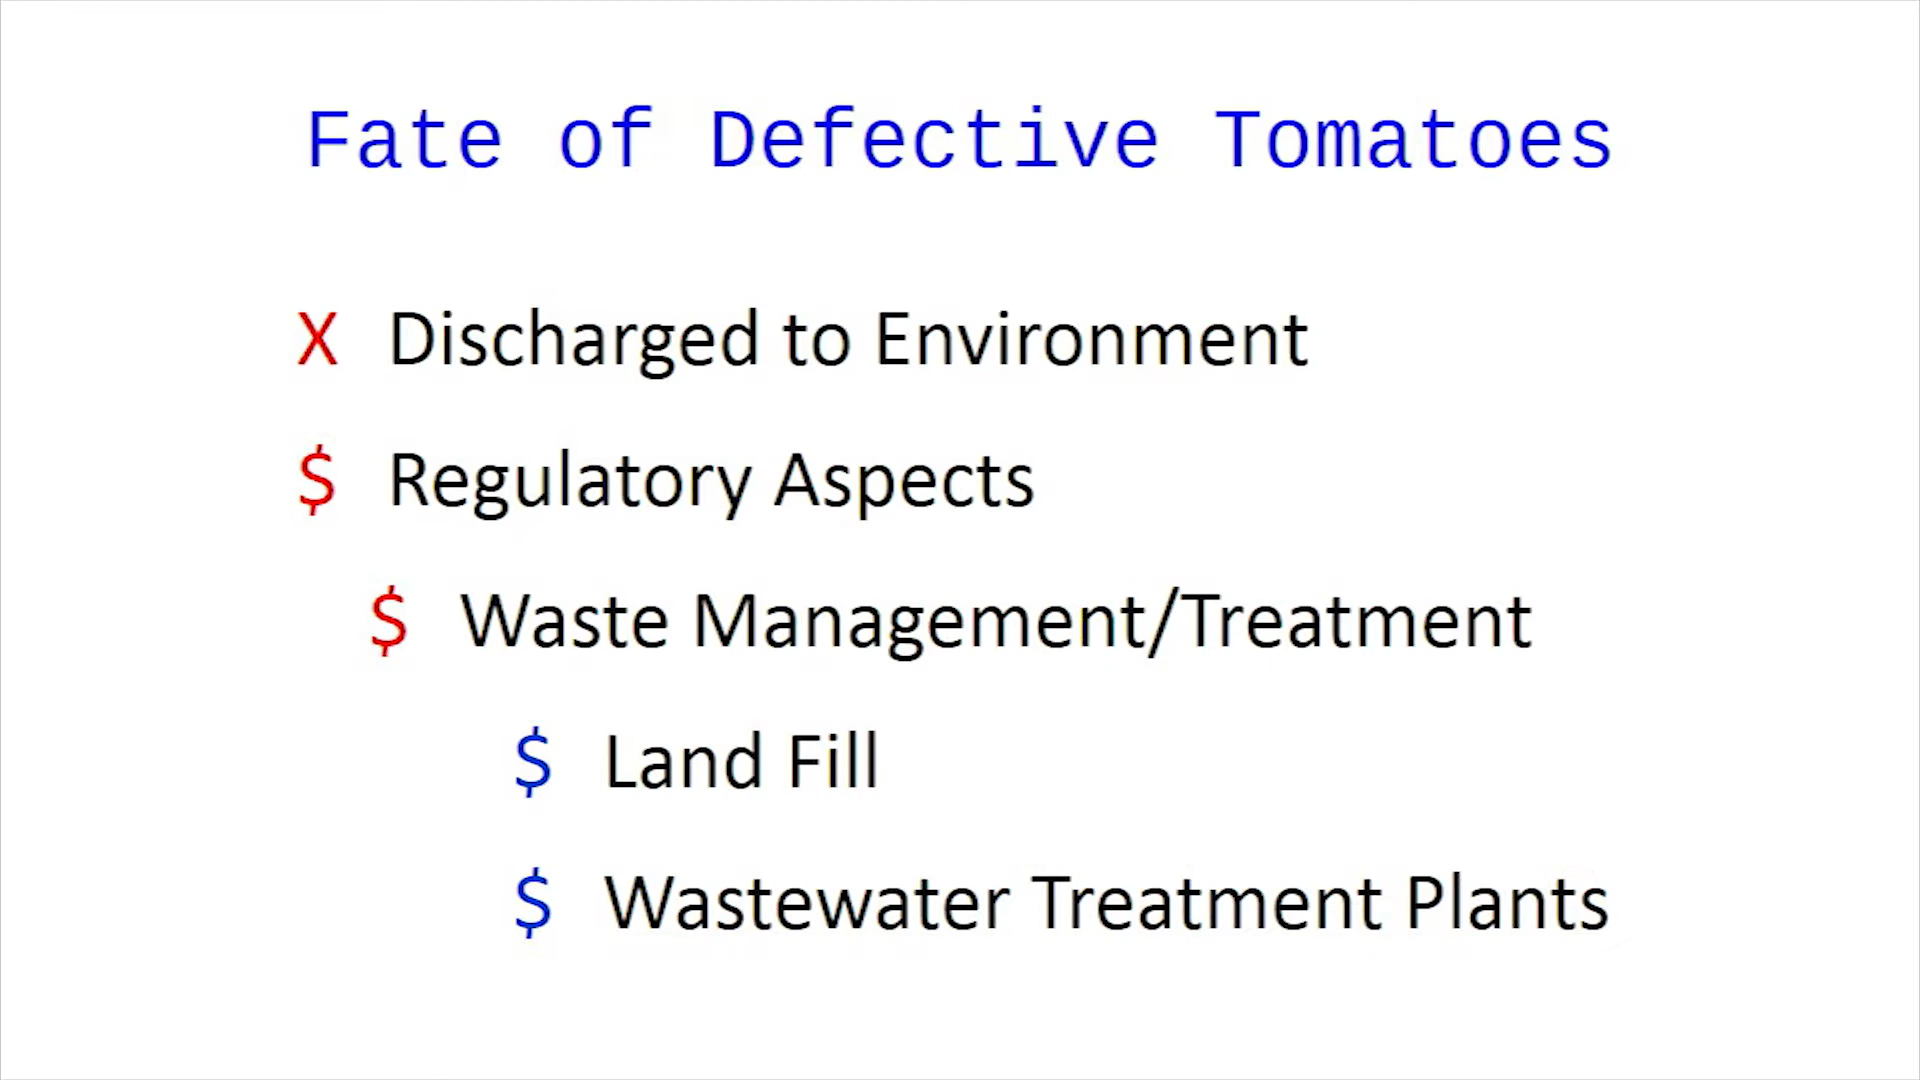 Fate of Defective Tomatoes
X Discharged to Environment
$ Regulatory Aspects
$ Waste Management/Treatment
$ Land Fill
$ Wastewater Treatment Plants